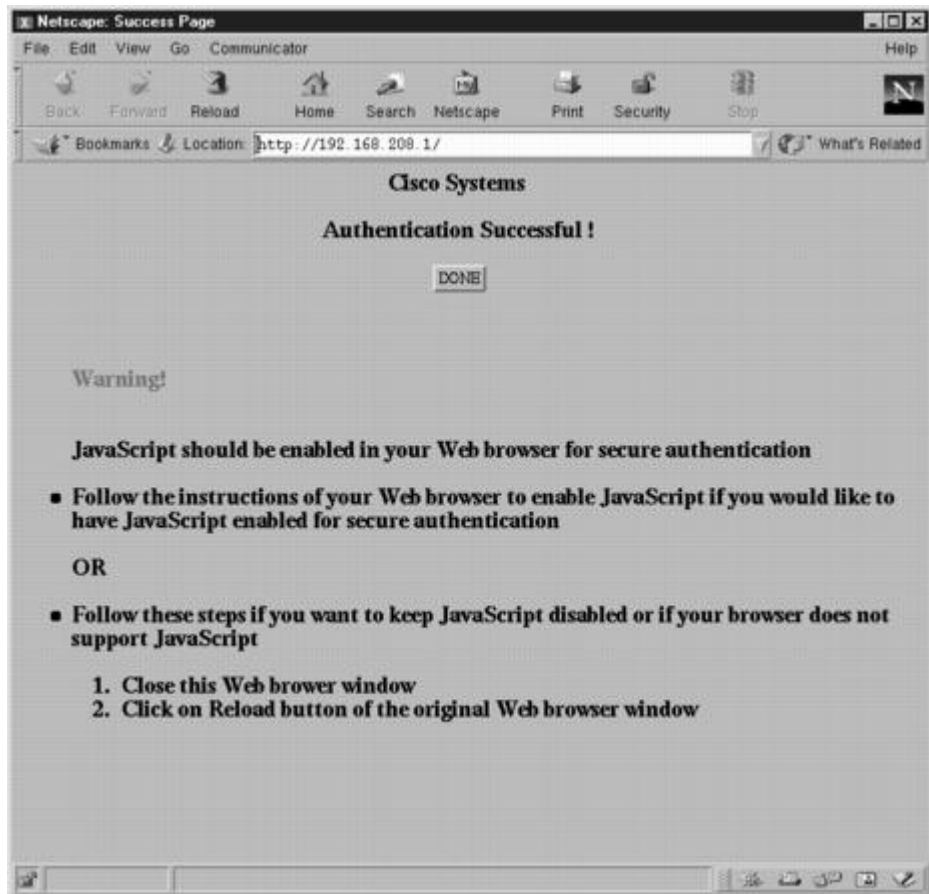 Netscape: Success Page
File Edit View Go Communicator Help
Back Forward Reload Home Search Netscape Print Security Stop
N
Bookmarks Location: http://192.168.208.1/ What's Related
Cisco Systems
Authentication Successful !
DONE
Warning!
JavaScript should be enabled in your Web browser for secure authentication
Follow the instructions of your Web browser to enable JavaScript if you would like to
have JavaScript enabled for secure authentication
OR
Follow these steps if you want to keep JavaScript disabled or if your browser does not
support JavaScript
1. Close this Web brower window
2. Click on Reload button of the original Web browser window